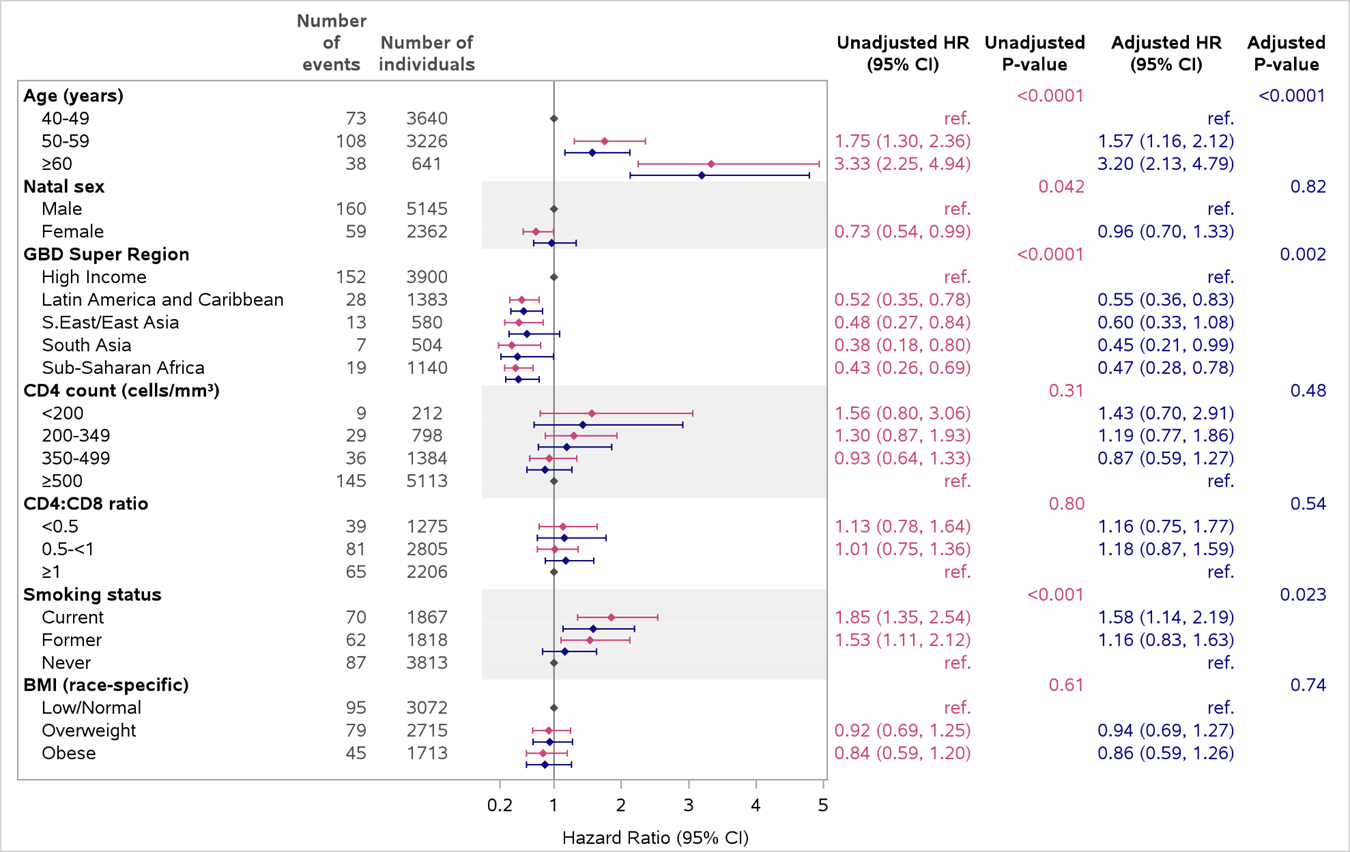 Number of events Number of individuals Unadjusted HR (95% CI) Unadjusted P-value Adjusted HR (95% CI) Adjusted P-value
Age (years) <0.0001 <0.0001
40-49 73 3640 ref. ref.
50-59 108 3226 1.75 (1.30, 2.36) 1.57 (1.16, 2.12)
≥60 38 641 3.33 (2.25, 4.94) 3.20 (2.13, 4.79)
Natal sex 0.042 0.82
Male 160 5145 ref. ref.
Female 59 2362 0.73 (0.54, 0.99) 0.96 (0.70, 1.33)
GBD Super Region <0.0001 0.002
High Income 152 3900 ref. ref.
Latin America and Caribbean 28 1383 0.52 (0.35, 0.78) 0.55 (0.36, 0.83)
S.East/East Asia 13 580 0.48 (0.27, 0.84) 0.60 (0.33, 1.08)
South Asia 7 504 0.38 (0.18, 0.80) 0.45 (0.21, 0.99)
Sub-Saharan Africa 19 1140 0.43 (0.26, 0.69) 0.47 (0.28, 0.78)
CD4 count (cells/mm³) 0.31 0.48
<200 9 212 1.56 (0.80, 3.06) 1.43 (0.70, 2.91)
200-349 29 798 1.30 (0.87, 1.93) 1.19 (0.77, 1.86)
350-499 36 1384 0.93 (0.64, 1.33) 0.87 (0.59, 1.27)
≥500 145 5113 ref. ref.
CD4:CD8 ratio 0.80 0.54
<0.5 39 1275 1.13 (0.78, 1.64) 1.16 (0.75, 1.77)
0.5-<1 81 2805 1.01 (0.75, 1.36) 1.18 (0.87, 1.59)
≥1 65 2206 ref. ref.
Smoking status <0.001 0.023
Current 70 1867 1.85 (1.35, 2.54) 1.58 (1.14, 2.19)
Former 62 1818 1.53 (1.11, 2.12) 1.16 (0.83, 1.63)
Never 87 3813 ref. ref.
BMI (race-specific) 0.61 0.74
Low/Normal 95 3072 ref. ref.
Overweight 79 2715 0.92 (0.69, 1.25) 0.94 (0.69, 1.27)
Obese 45 1713 0.84 (0.59, 1.20) 0.86 (0.59, 1.26)
0.2 1 2 3 4 5
Hazard Ratio (95% CI)